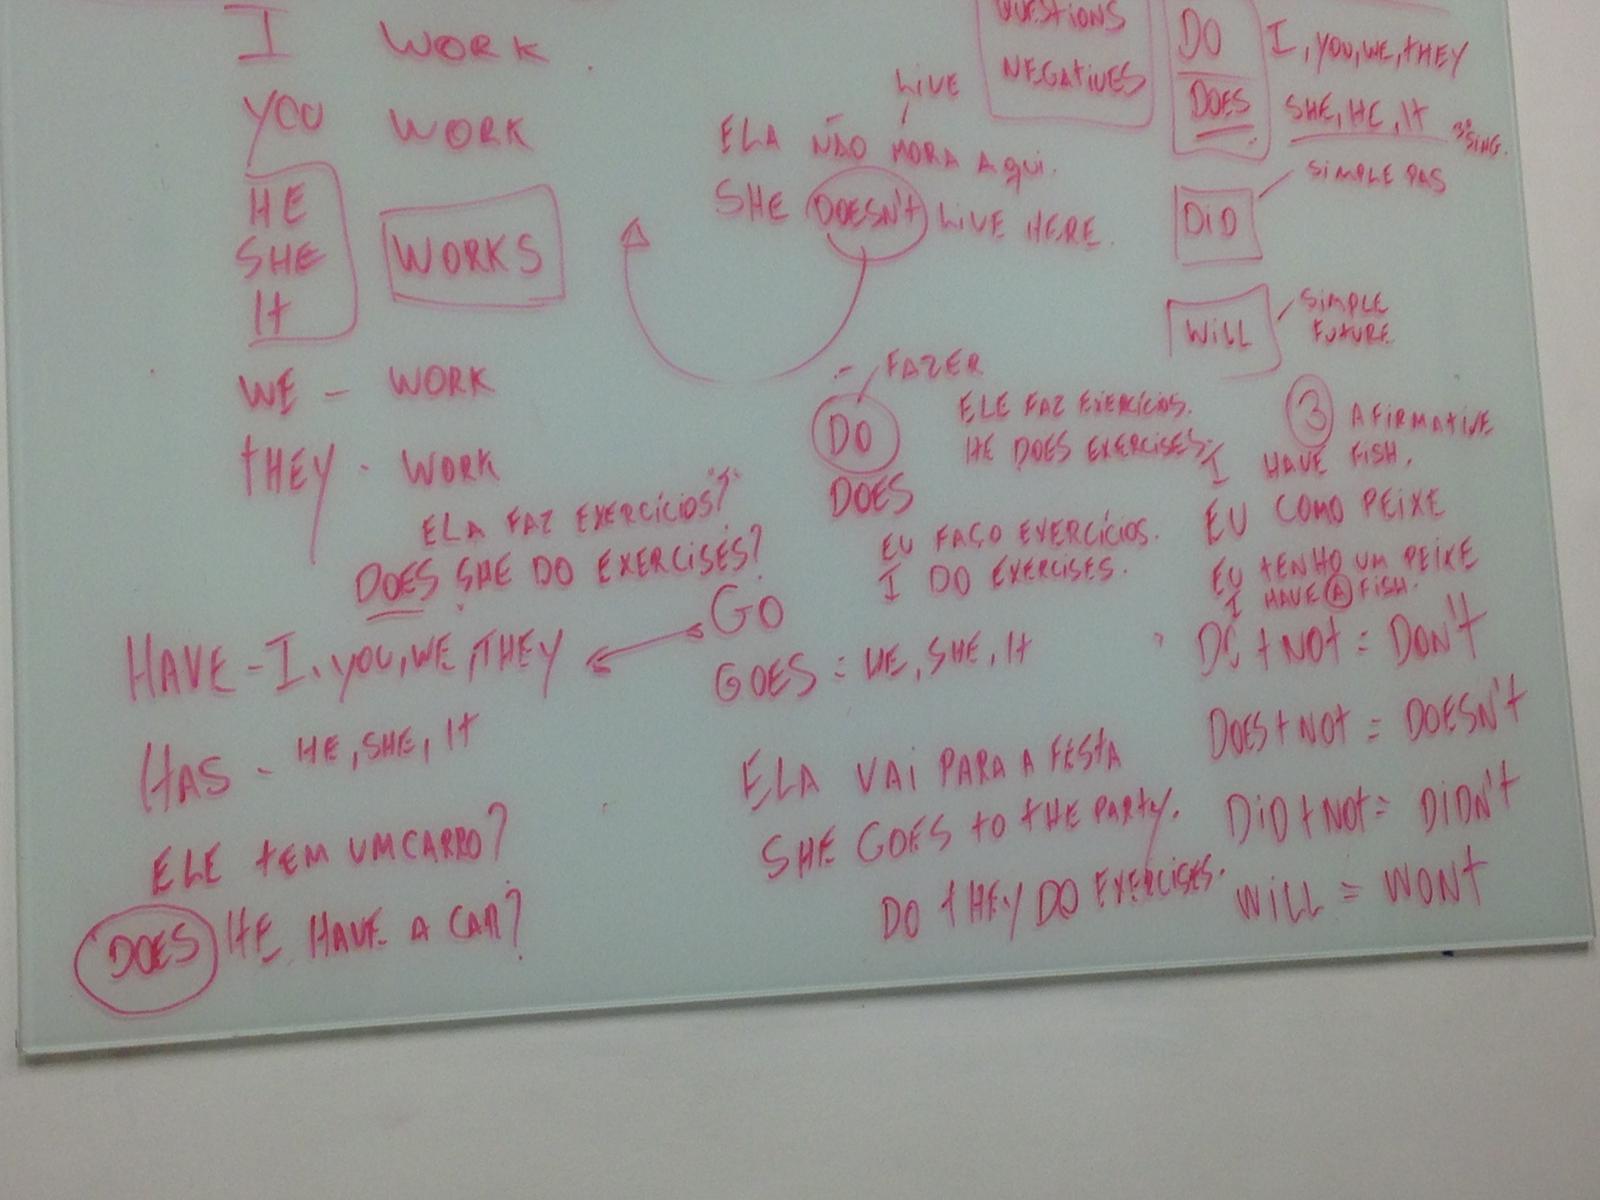 I WORK
YOU WORK
HE
SHE
It
WORKS
WE - WORK
tHEY - WORK
QUESTIONS
NEGATIVES
DO I, YOU, WE, tHEY
DOES SHE, HE, It 3ª SING.
LIVE
ELA NÃO MORA AQUI.
SHE DOESN't LIVE HERE.
DID SIMPLE PAS
WILL SIMPLE
FUTURE
- FAZER
DO
DOES
ELE FAZ EXERCÍCIOS.
HE DOES EXERCISES.
EU FAÇO EXERCÍCIOS.
I DO EXERCISES.
ELA FAZ EXERCÍCIOS?
DOES SHE DO EXERCISES?
3 AFIRMATIVE
I HAVE FISH.
EU COMO PEIXE
EU TENHO UM PEIXE
I HAVE A FISH.
HAVE - I, YOU, WE, tHEY
HAS - HE, SHE, It
ELE tEM UM CARRO?
DOES HE HAVE A CAR?
GO
GOES = HE, SHE, It
ELA VAI PARA A FEStA
SHE GOES tO tHE PARtY.
DO tHEY DO EXERCISES.
DO + NOt = DON't
DOES + NOt = DOESN't
DID + NOt = DIDN't
WILL = WONt